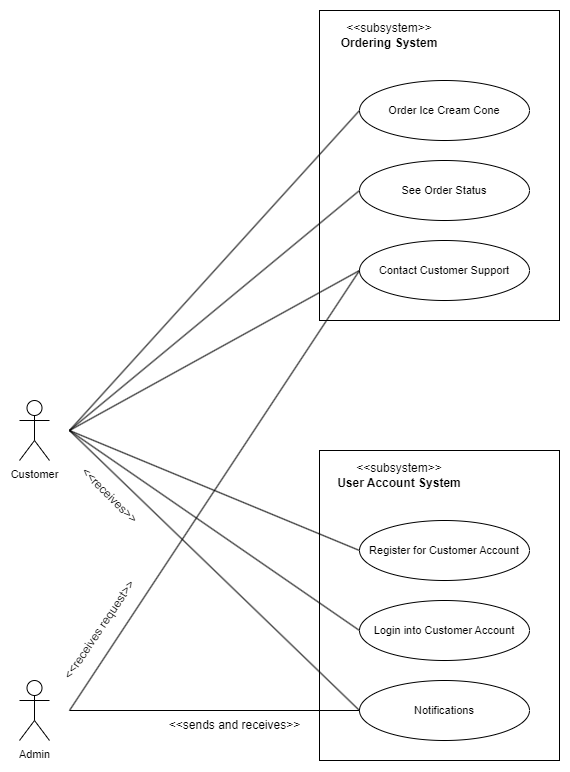 <<subsystem>>
Ordering System
Order Ice Cream Cone
See Order Status
Contact Customer Support
Customer
<<receives>>
<<subsystem>>
User Account System
Register for Customer Account
Login into Customer Account
<<receives request>>
Notifications
<<sends and receives>>
Admin